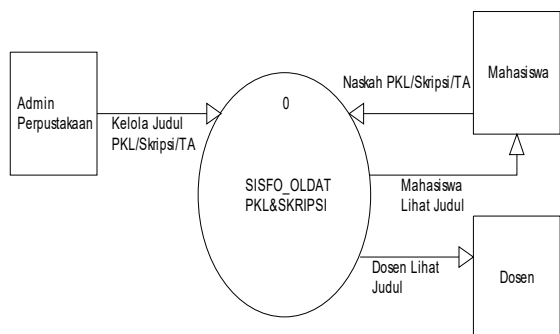 Admin
Perpustakaan
Kelola Judul
PKL/Skripsi/TA
0
SISFO_OLDAT
PKL&SKRIPSI
Naskah PKL/Skripsi/TA
Mahasiswa
Mahasiswa
Lihat Judul
Dosen Lihat
Judul
Dosen